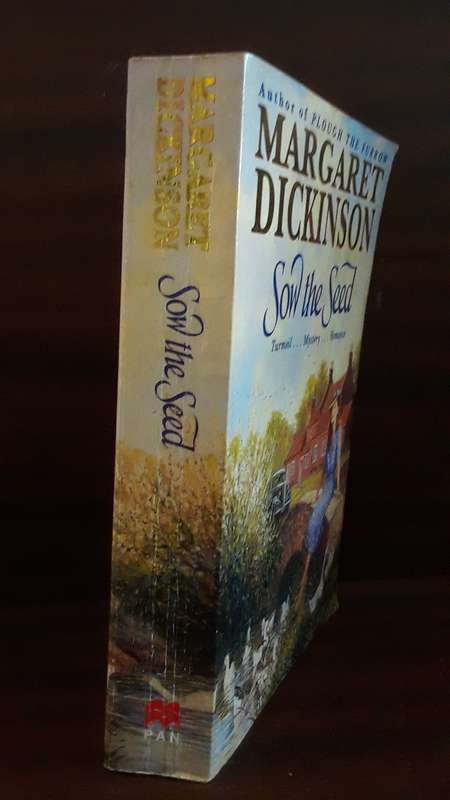 MARGARET
DICKINSON
Sow the Seed
PAN
Author of PLOUGH THE FURROW
MARGARET
DICKINSON
Sow the Seed
Turmoil... Mystery... Romance